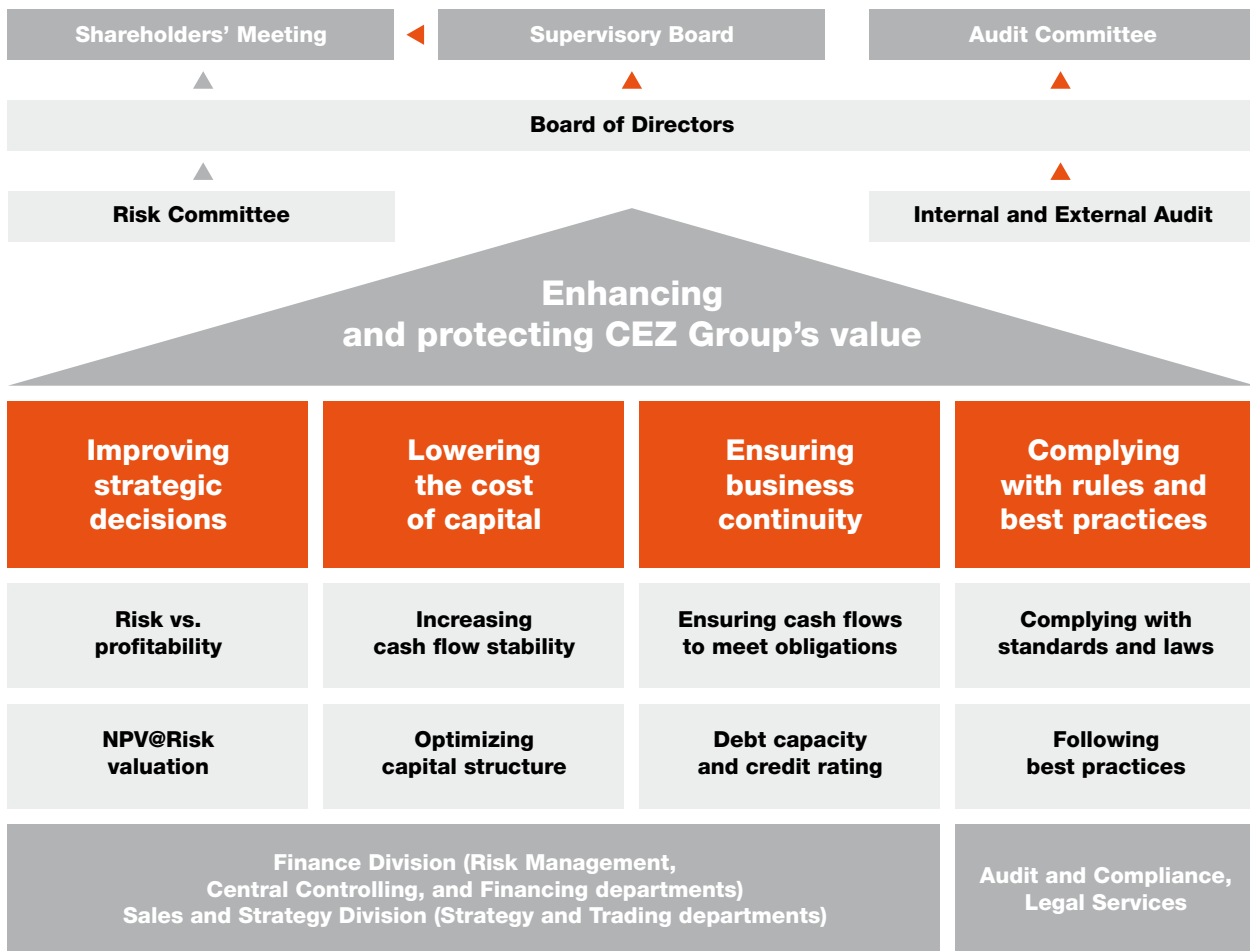 Shareholders’ Meeting
Supervisory Board
Audit Committee
Board of Directors
Risk Committee
Internal and External Audit
Enhancing
and protecting CEZ Group’s value
Improving
strategic
decisions
Lowering
the cost
of capital
Ensuring
business
continuity
Complying
with rules and
best practices
Risk vs.
profitability
Increasing
cash flow stability
Ensuring cash flows
to meet obligations
Complying with
standards and laws
NPV@Risk
valuation
Optimizing
capital structure
Debt capacity
and credit rating
Following
best practices
Finance Division (Risk Management,
Central Controlling, and Financing departments)
Sales and Strategy Division (Strategy and Trading departments)
Audit and Compliance,
Legal Services